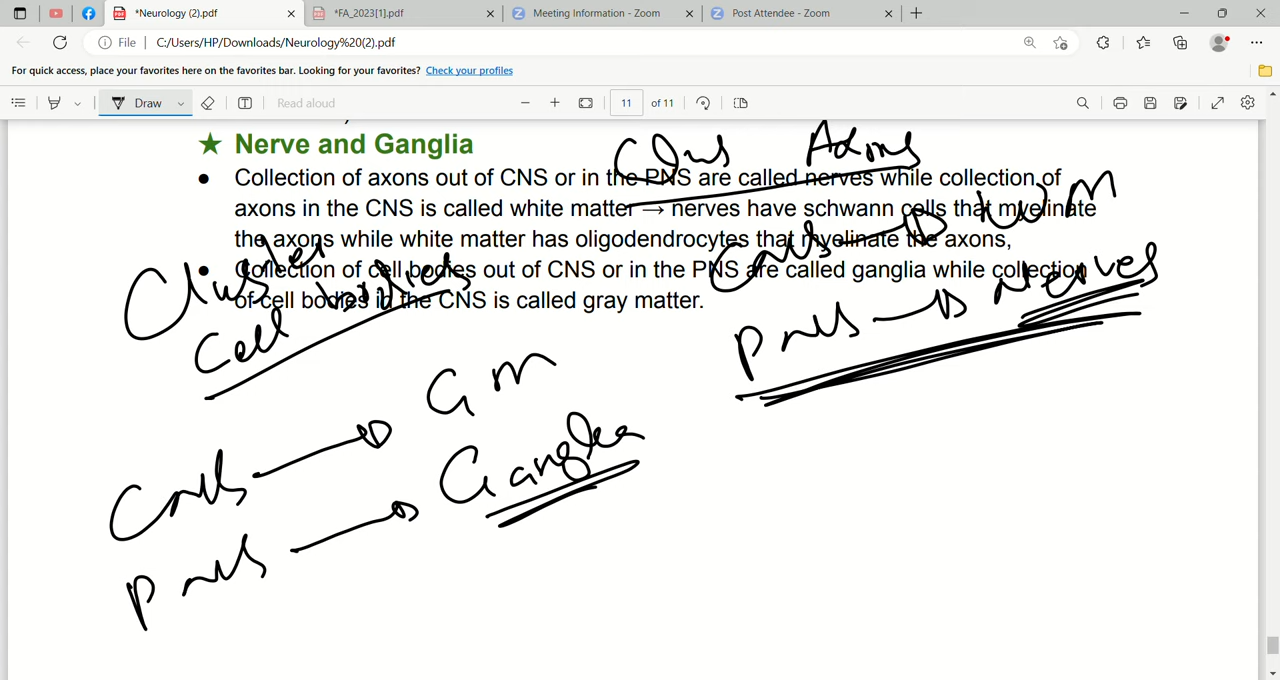 *Neurology (2).pdf
*FA_2023[1].pdf
Meeting Information - Zoom
Post Attendee - Zoom
File
C:/Users/HP/Downloads/Neurology%20(2).pdf
For quick access, place your favorites here on the favorites bar. Looking for your favorites? Check your profiles
Draw
Read aloud
11 of 11
★ Nerve and Ganglia
Axons
● Collection of axons out of CNS or in the PNS are called nerves while collection of
axons in the CNS is called white matter → nerves have schwann cells that myelinate
the axons while white matter has oligodendrocytes that myelinate the axons,
● Collection of cell bodies out of CNS or in the PNS are called ganglia while collection
of cell bodies in the CNS is called gray matter.
CNS → WM
PNS → Nerves
Cluster
Cell bodies
CNS → GM
PNS → Ganglia